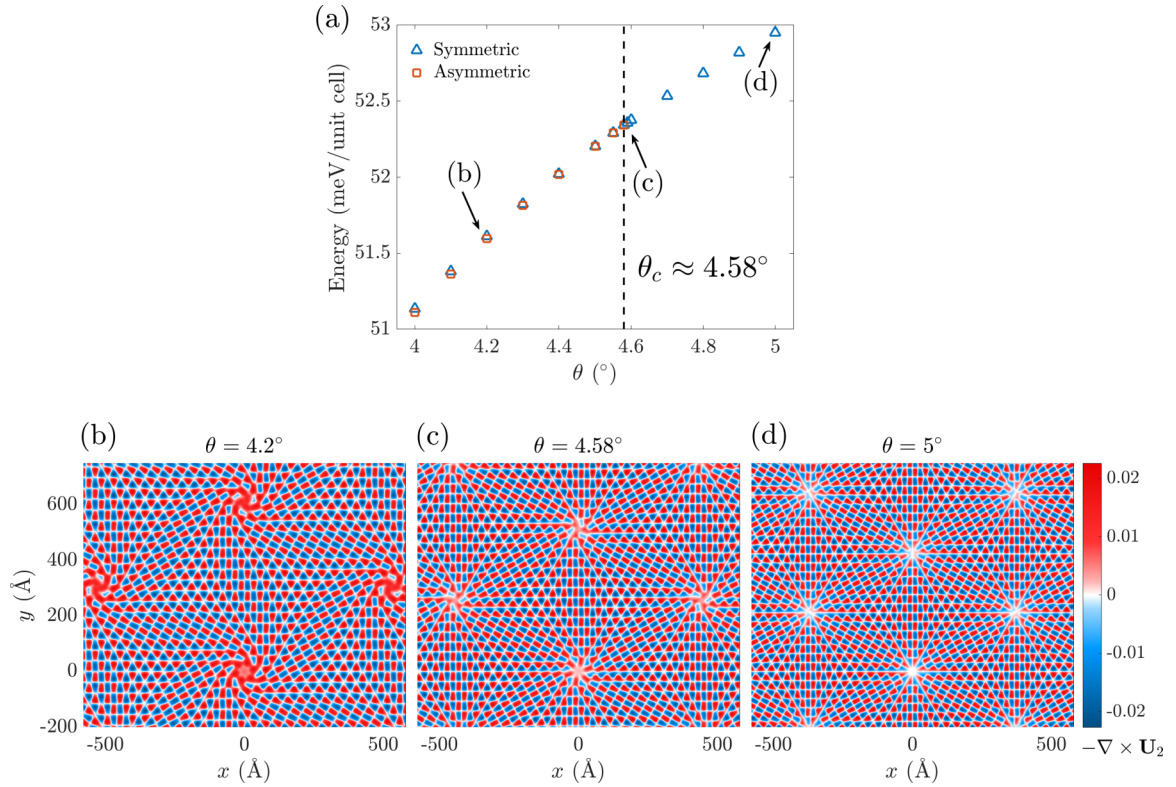 (a)
53
52.5
52
51.5
51
Energy (meV/unit cell)
Symmetric
Asymmetric
(b)
(c)
(d)
θc ≈ 4.58°
4 4.2 4.4 4.6 4.8 5
θ (°)
(b) θ = 4.2°
(c) θ = 4.58°
(d) θ = 5°
600
400
200
0
-200
y (Å)
-500 0 500
x (Å)
-500 0 500
x (Å)
-500 0 500
x (Å)
0.02
0.01
0
-0.01
-0.02
−∇ × U₂